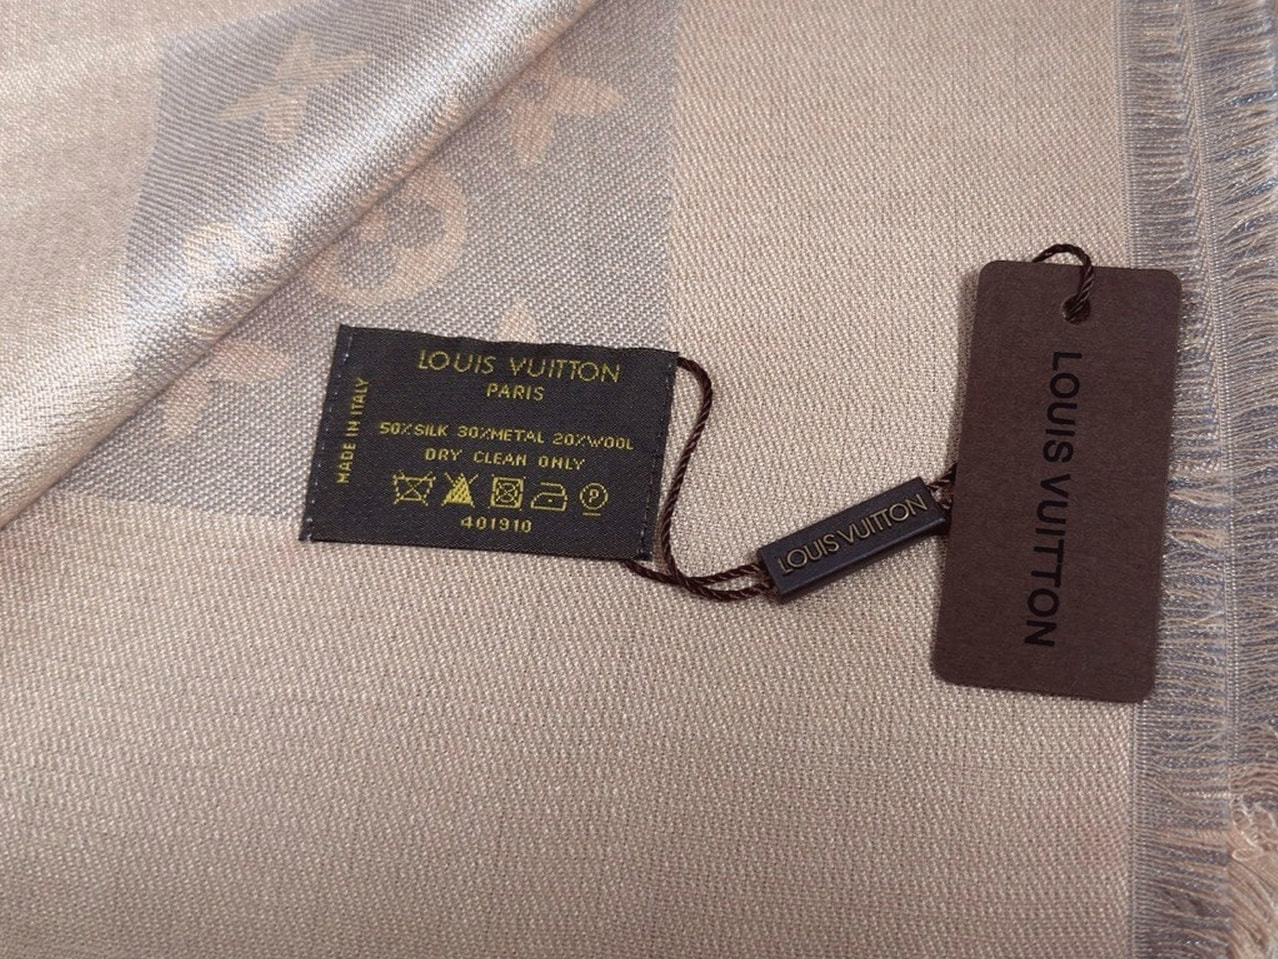 LOUIS VUITTON
PARIS
MADE IN ITALY
50%SILK 30%METAL 20%WOOL
DRY CLEAN ONLY
P
401910
LOUIS VUITTON
LOUIS VUITTON